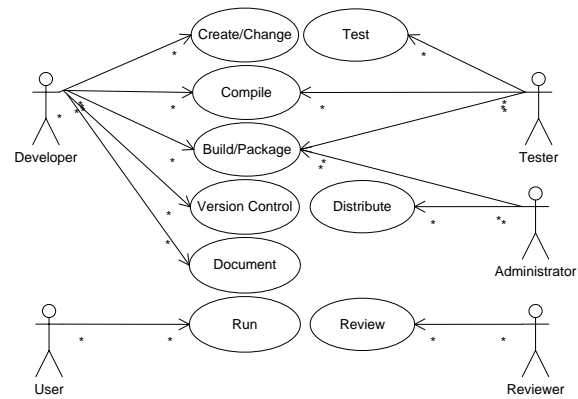 Create/Change
Test
Compile
Developer
Build/Package
Tester
Version Control
Distribute
Document
Administrator
Run
Review
User
Reviewer
* *
* * * *
* * * *
* *
* * *
*
* * * *